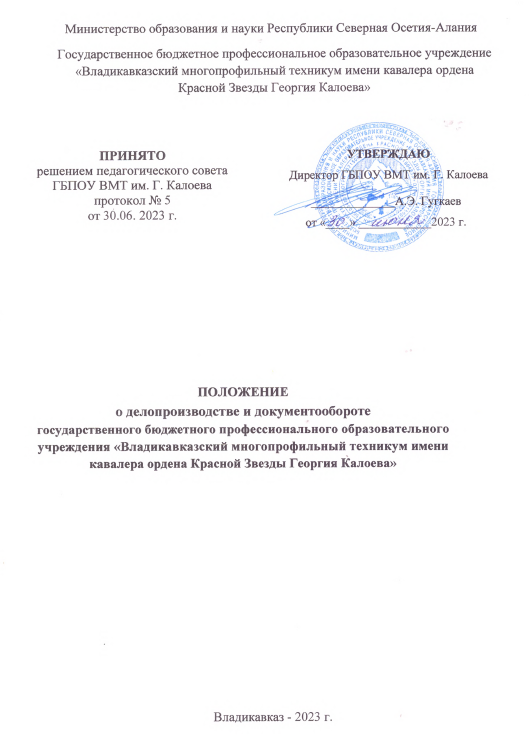 Министерство образования и науки Республики Северная Осетия-Алания
Государственное бюджетное профессиональное образовательное учреждение
«Владикавказский многопрофильный техникум имени кавалера ордена
Красной Звезды Георгия Калоева»
ПРИНЯТО
решением педагогического совета
ГБПОУ ВМТ им. Г. Калоева
протокол № 5
от 30.06. 2023 г.
УТВЕРЖДАЮ
Директор ГБПОУ ВМТ им. Г. Калоева
А.Э. Гуткаев
от «30» июня 2023 г.
ПОЛОЖЕНИЕ
о делопроизводстве и документообороте
государственного бюджетного профессионального образовательного
учреждения «Владикавказский многопрофильный техникум имени
кавалера ордена Красной Звезды Георгия Калоева»
Владикавказ - 2023 г.